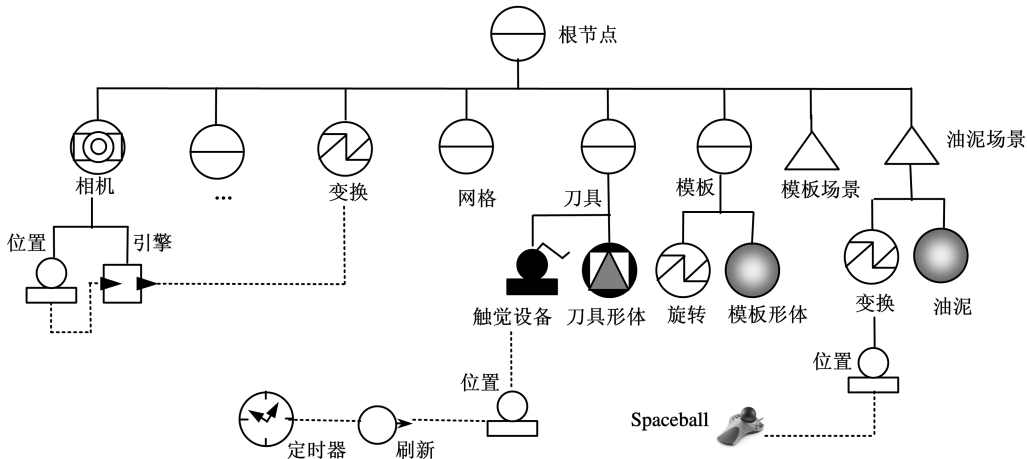 根节点
油泥场景
相机
...
变换
网格
刀具
模板
模板场景
位置
引擎
触觉设备
刀具形体
旋转
模板形体
变换
油泥
位置
位置
Spaceball
定时器
刷新